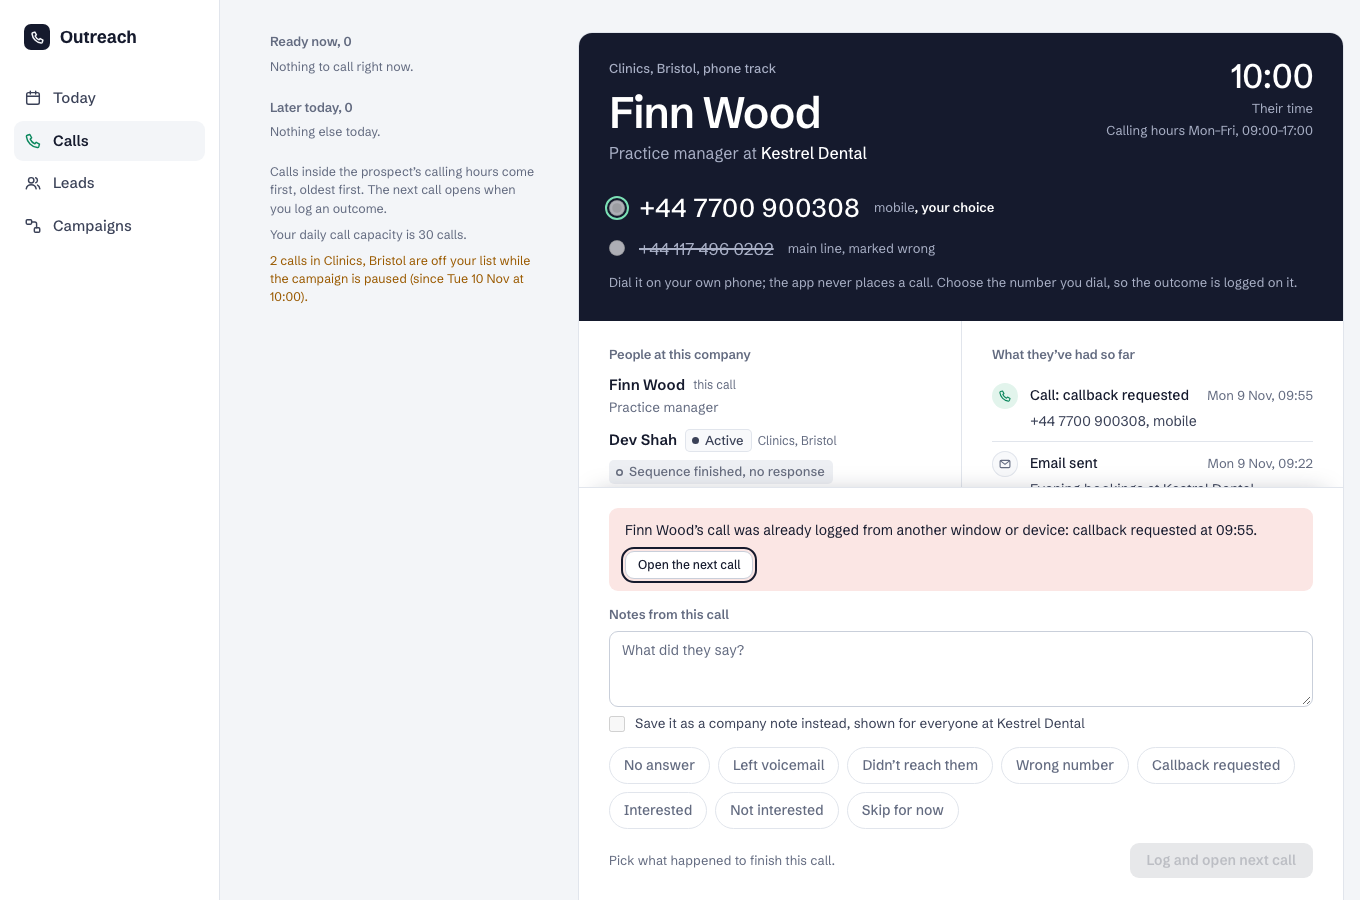 Outreach
Today
Calls
Leads
Campaigns
Ready now, 0
Nothing to call right now.
Later today, 0
Nothing else today.
Calls inside the prospect’s calling hours come
first, oldest first. The next call opens when
you log an outcome.
Your daily call capacity is 30 calls.
2 calls in Clinics, Bristol are off your list while
the campaign is paused (since Tue 10 Nov at
10:00).
Clinics, Bristol, phone track
Finn Wood
Practice manager at Kestrel Dental
10:00
Their time
Calling hours Mon–Fri, 09:00–17:00
+44 7700 900308 mobile, your choice
+44 117 496 0202 main line, marked wrong
Dial it on your own phone; the app never places a call. Choose the number you dial, so the outcome is logged on it.
People at this company
Finn Wood this call
Practice manager
Dev Shah Active Clinics, Bristol
Sequence finished, no response
What they’ve had so far
Call: callback requested Mon 9 Nov, 09:55
+44 7700 900308, mobile
Email sent Mon 9 Nov, 09:22
Evening bookings at Kestrel Dental
Finn Wood’s call was already logged from another window or device: callback requested at 09:55.
Open the next call
Notes from this call
What did they say?
Save it as a company note instead, shown for everyone at Kestrel Dental
No answer Left voicemail Didn’t reach them Wrong number Callback requested
Interested Not interested Skip for now
Pick what happened to finish this call.
Log and open next call